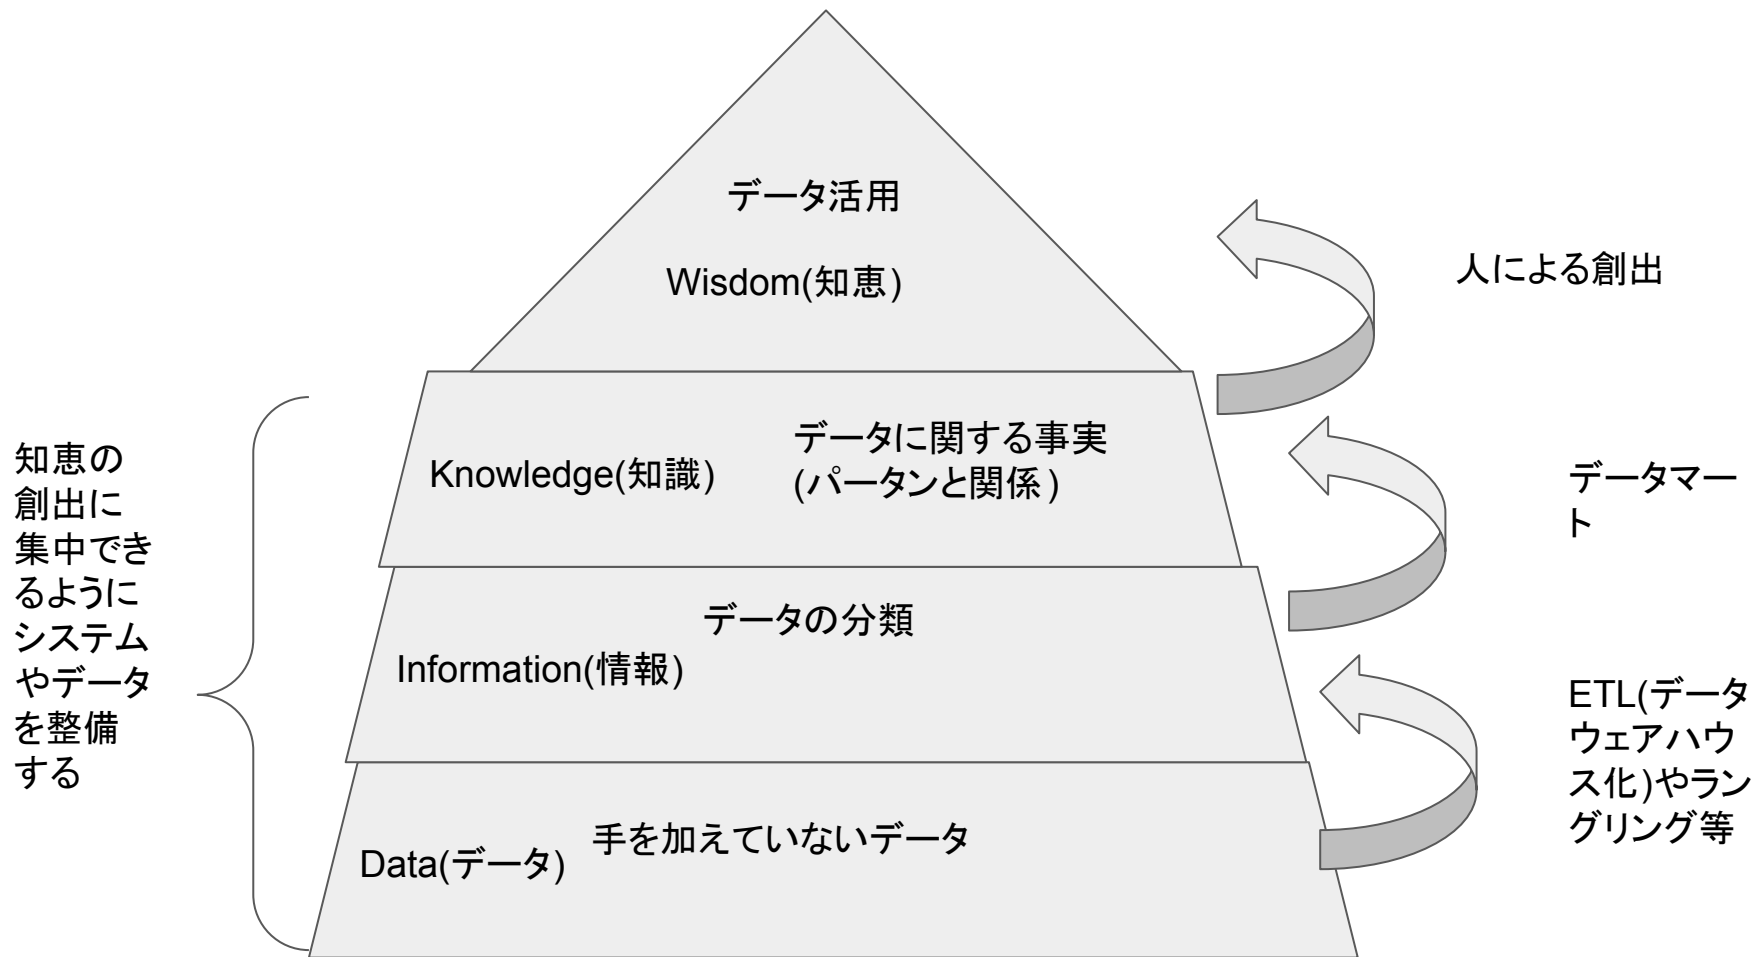 データ活用
Wisdom(知恵)
人による創出
Knowledge(知識)
データに関する事実
(パータンと関係)
データマー
ト
知恵の
創出に
集中でき
るように
システム
やデータ
を整備
する
データの分類
Information(情報)
ETL(データ
ウェアハウ
ス化)やラン
グリング等
手を加えていないデータ
Data(データ)